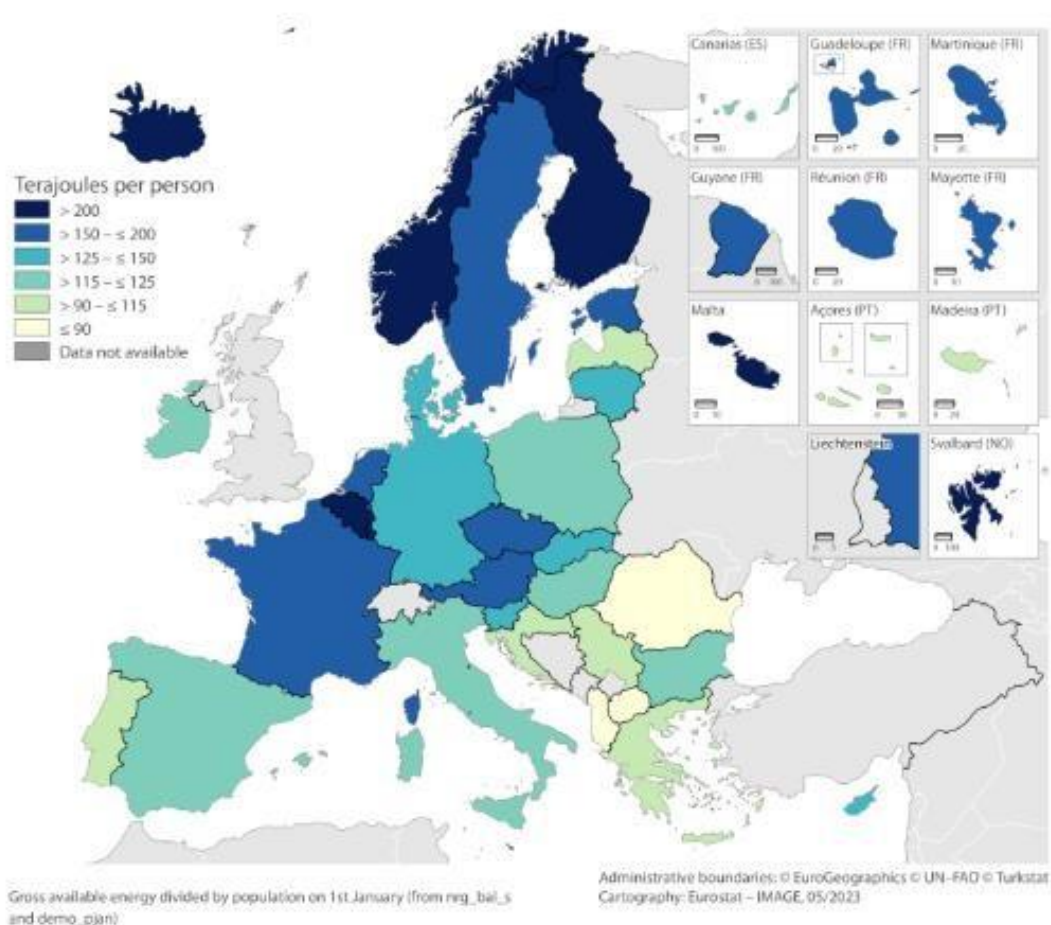 Terajoules per person
> 200
> 150 – ≤ 200
> 125 – ≤ 150
> 115 – ≤ 125
> 90 – ≤ 115
≤ 90
Data not available
Canarias (ES)
Guadeloupe (FR)
Martinique (FR)
Guyane (FR)
Réunion (FR)
Mayotte (FR)
Malta
Açores (PT)
Madeira (PT)
Liechtenstein
Svalbard (NO)
Gross available energy divided by population on 1st January (from nrg_bal_s
and demo_pjan)
Administrative boundaries: © EuroGeographics © UN–FAO © Turkstat
Cartography: Eurostat – IMAGE, 05/2023